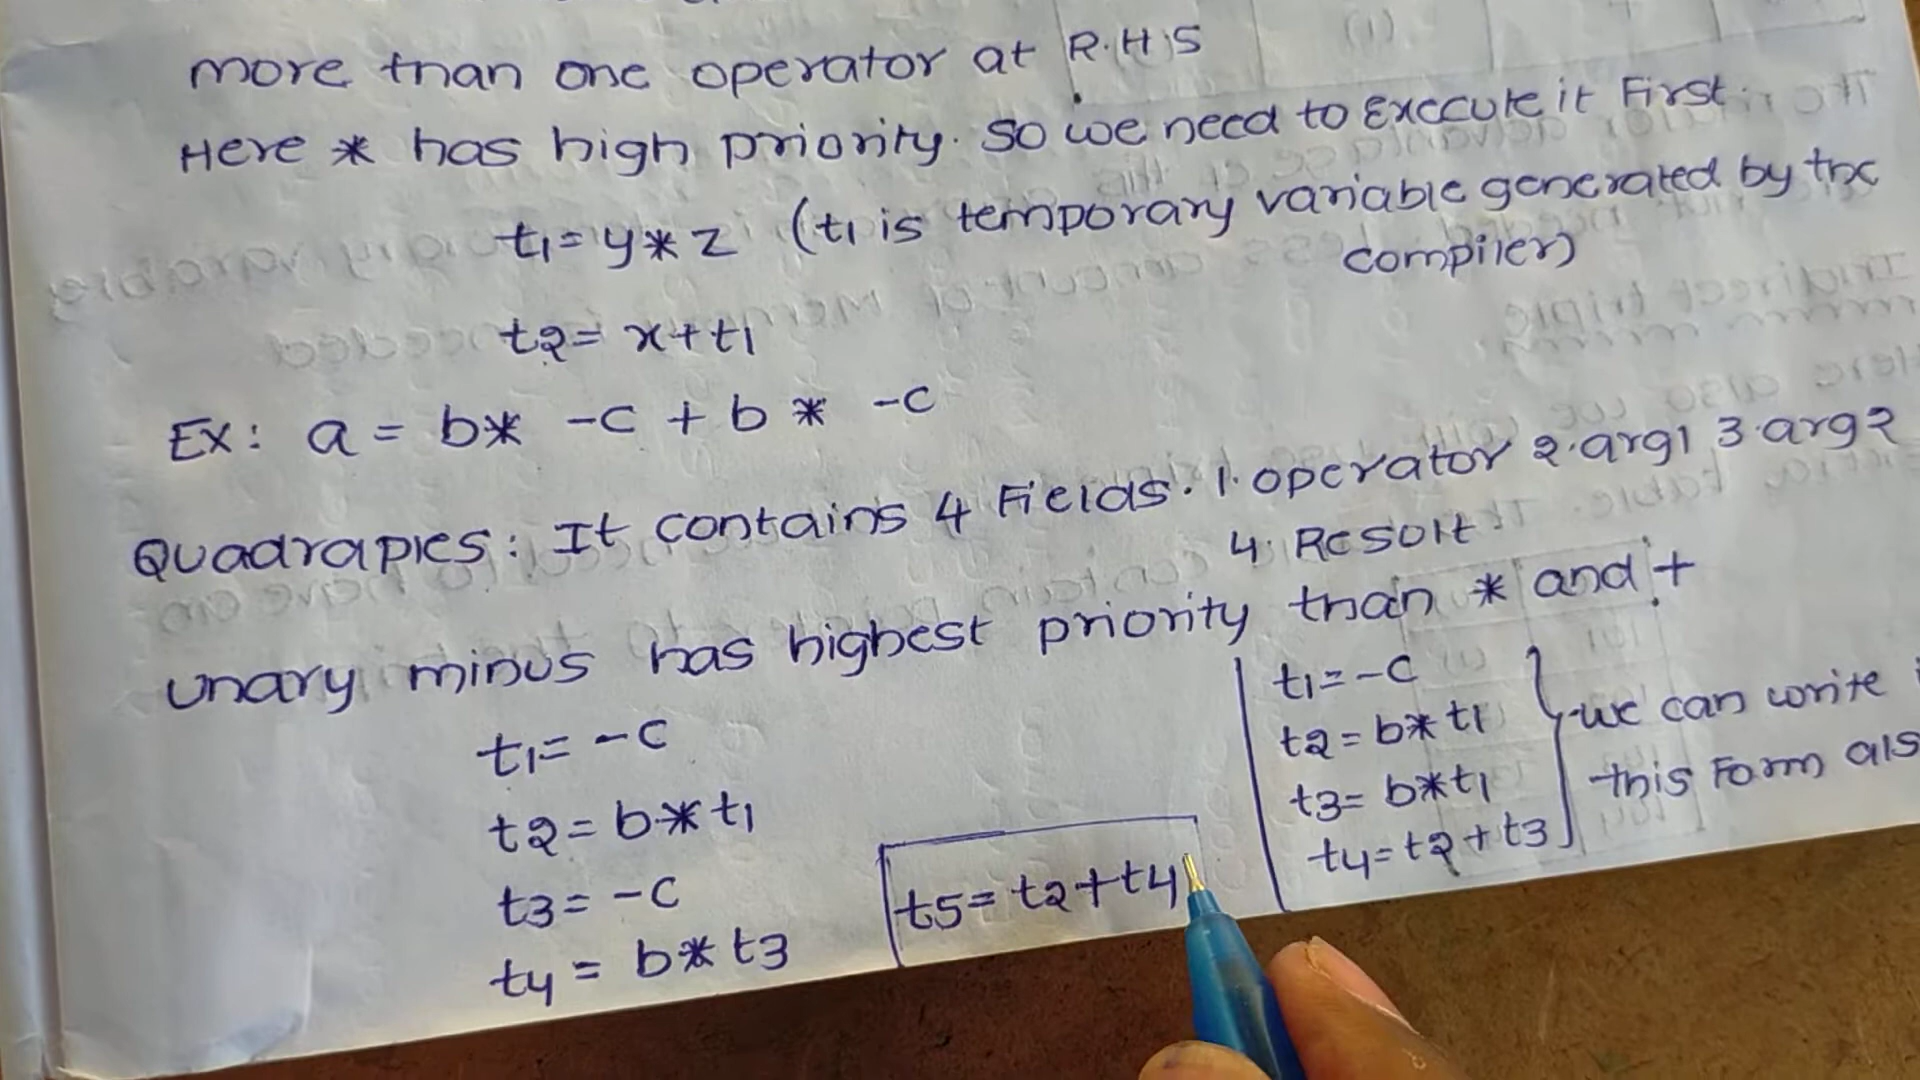 more than one operator at R.H.S
Here * has high priority. So we need to Execute it First.
t1 = y * z (t1 is temporary variable generated by the
compiler)
t2 = x + t1
Ex: a = b * -c + b * -c
Quadraples: It contains 4 Fields. 1. operator 2. arg1 3. arg2
4. Result
unary minus has highest priority than * and +
t1 = -c
t2 = b * t1
t3 = -c
t4 = b * t3
t5 = t2 + t4
t1 = -c
t2 = b * t1
t3 = b * t1
t4 = t2 + t3
we can write i
this Form als